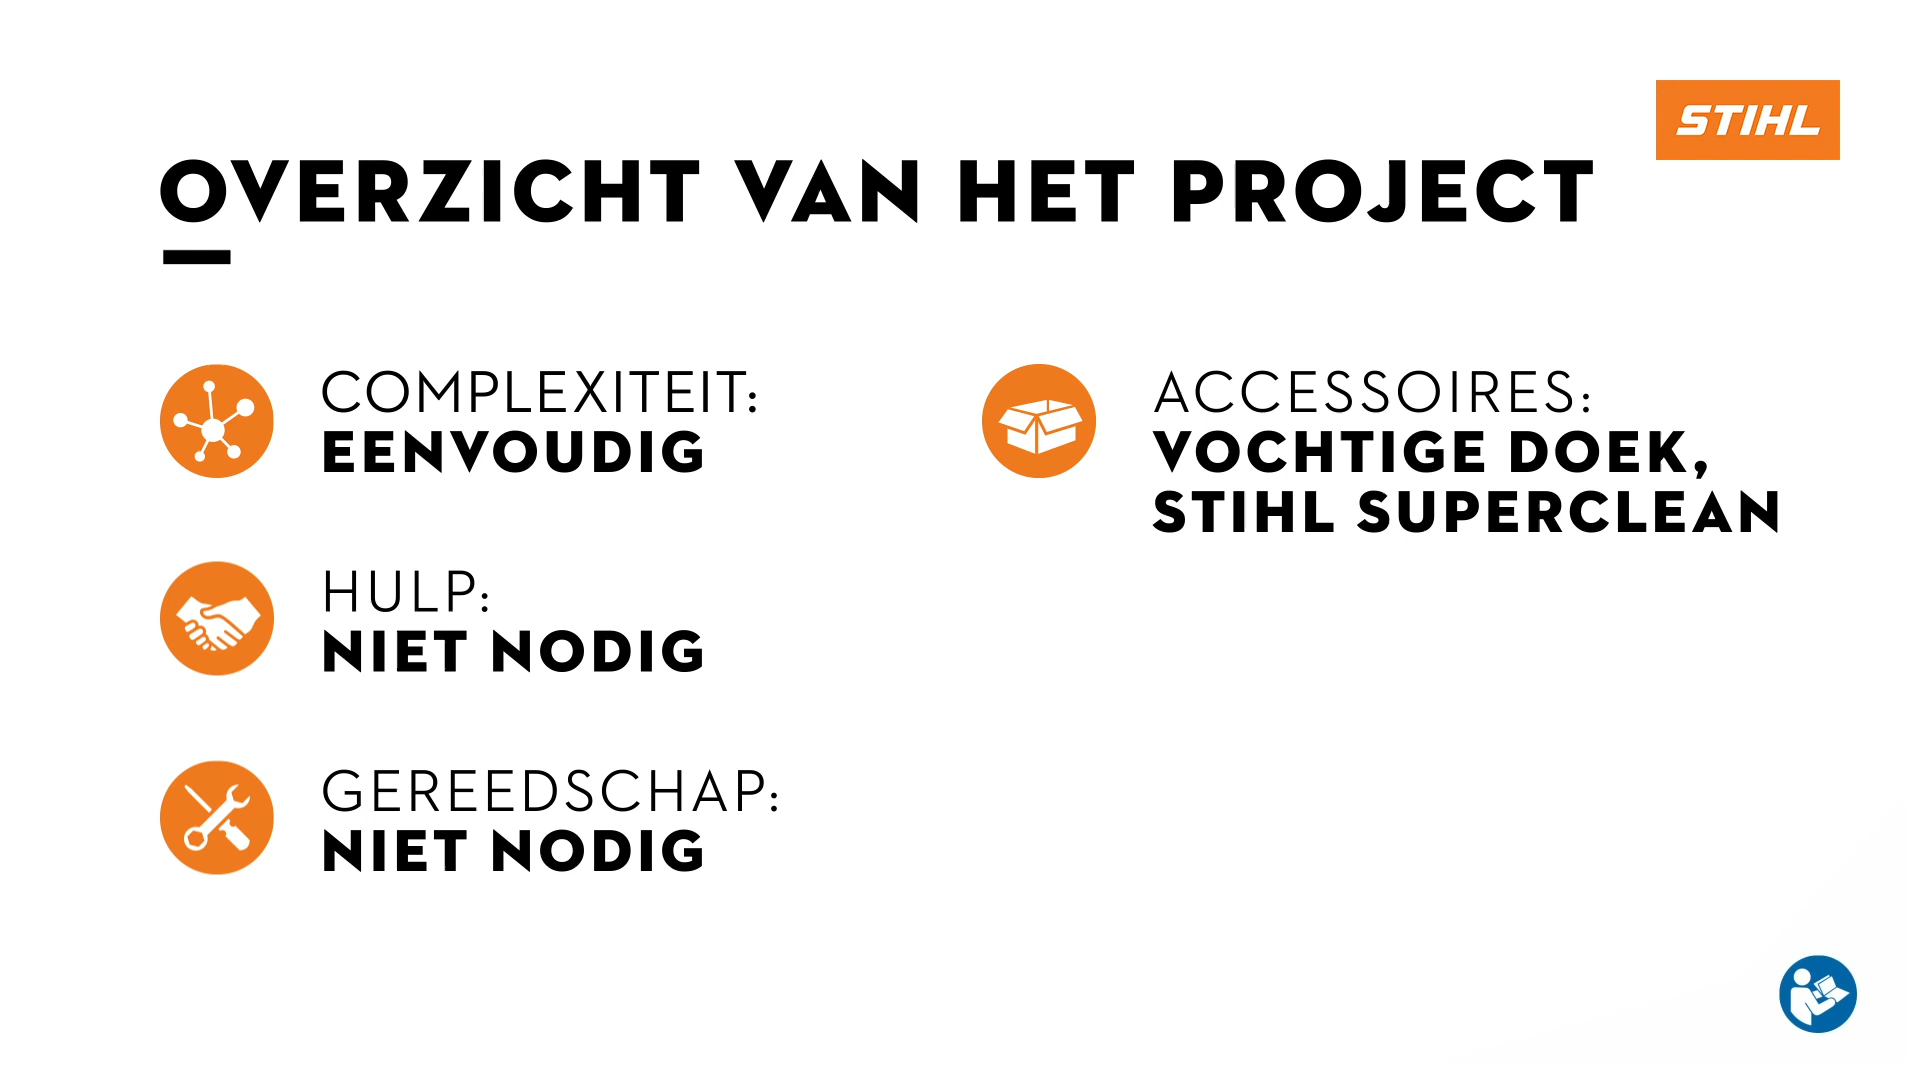 STIHL
OVERZICHT VAN HET PROJECT
COMPLEXITEIT:
EENVOUDIG
HULP:
NIET NODIG
GEREEDSCHAP:
NIET NODIG
ACCESSOIRES:
VOCHTIGE DOEK,
STIHL SUPERCLEAN